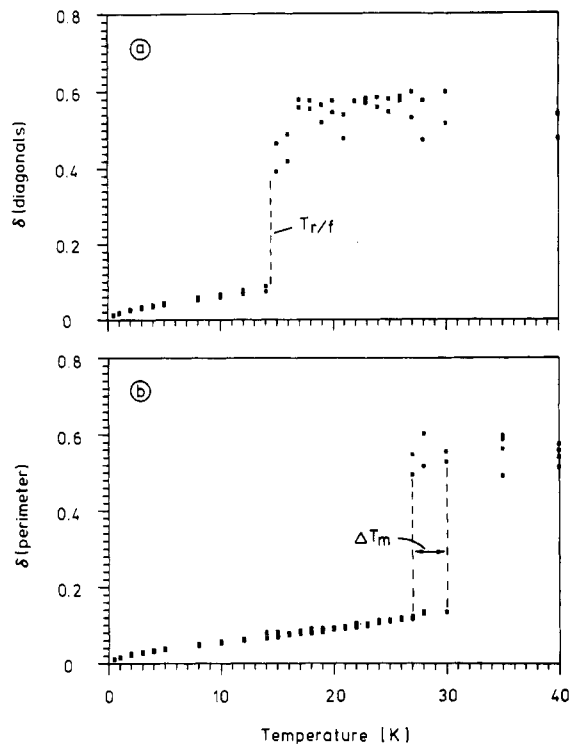 a
0.8
0.6
0.4
0.2
0
δ(diagonals)
Tr/f
b
0.8
0.6
0.4
0.2
0
δ(perimeter)
ΔTm
0
10
20
30
40
Temperature [K]